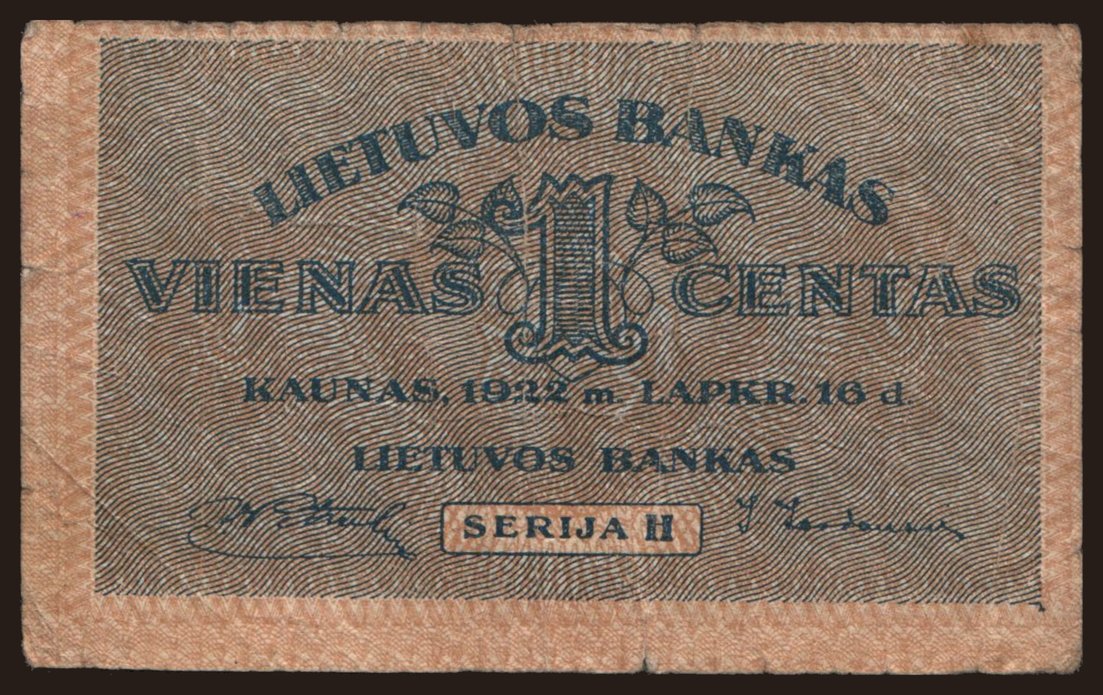 LIETUVOS BANKAS
VIENAS 1 CENTAS
KAUNAS, 1922 m. LAPKR. 16 d.
LIETUVOS BANKAS
SERIJA H